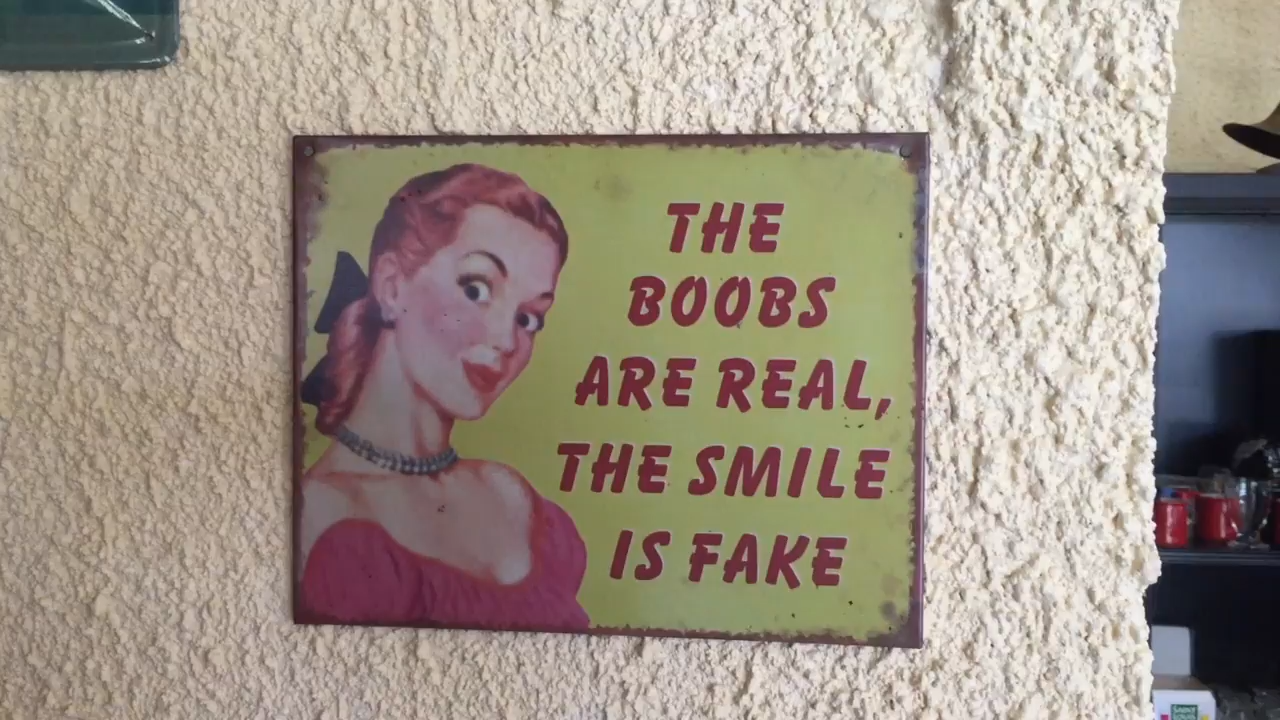 THE
BOOBS
ARE REAL,
THE SMILE
IS FAKE